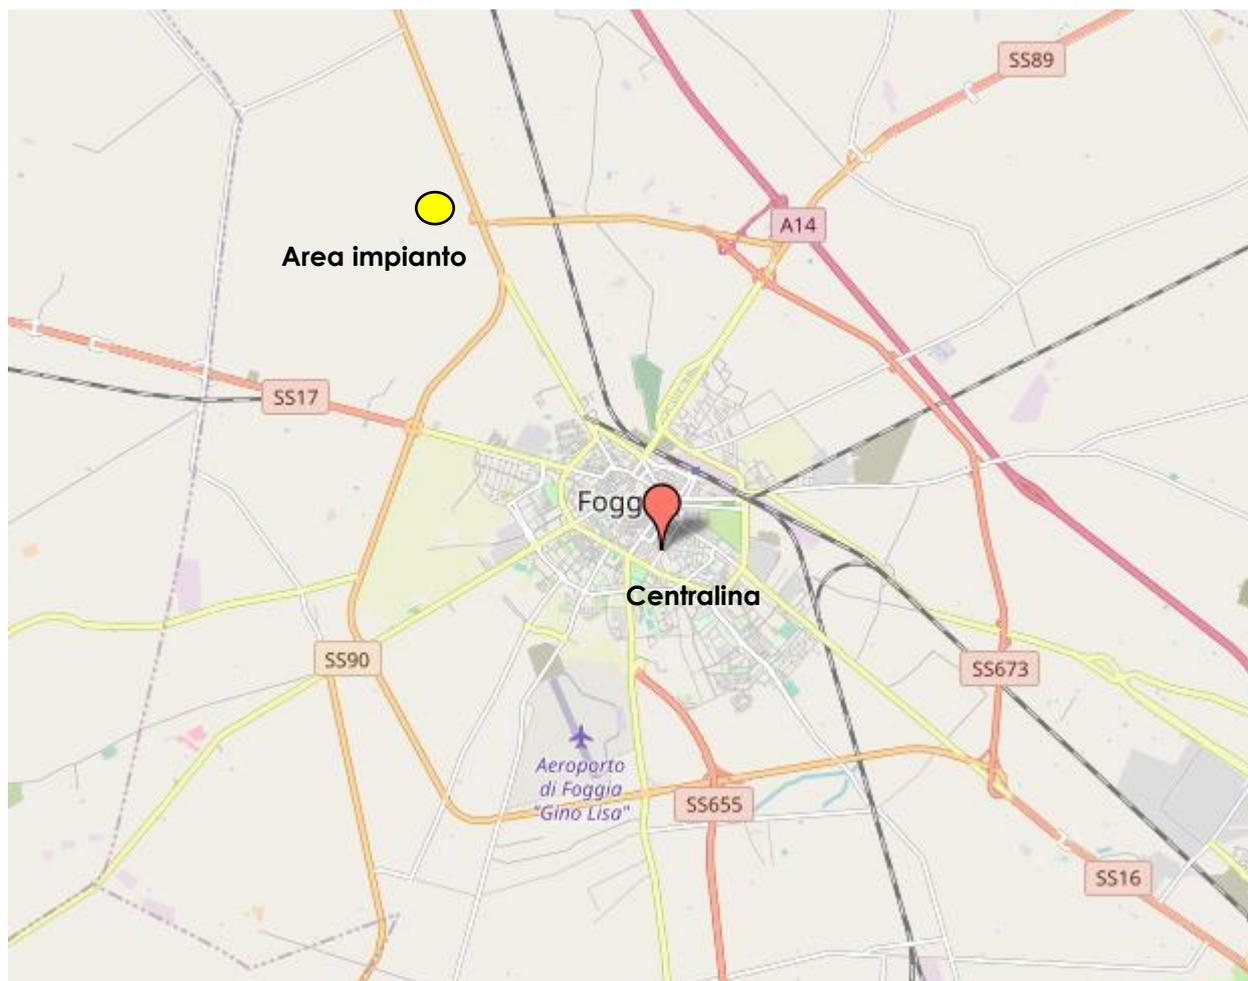 SS89
A14
Area impianto
SS17
Fogg
Centralina
SS90
SS673
Aeroporto
di Foggia
"Gino Lisa"
SS655
SS16